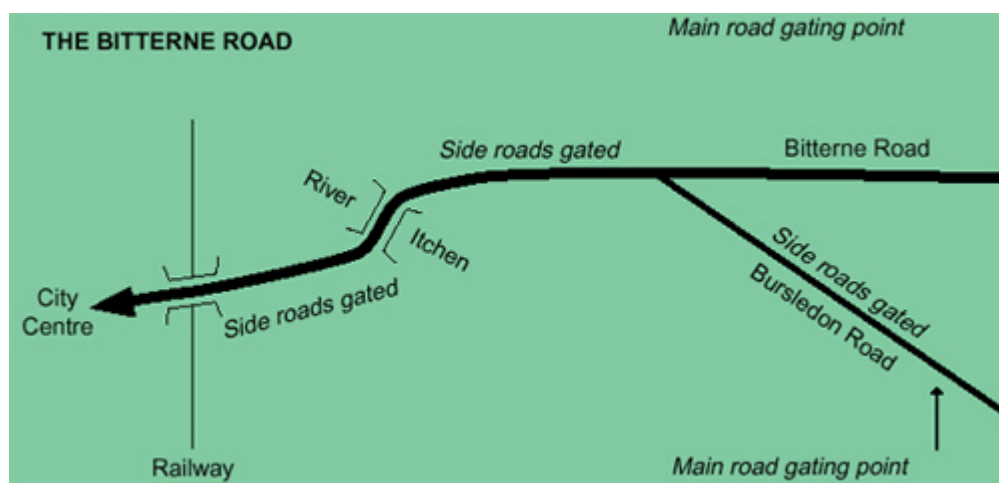 THE BITTERNE ROAD
Main road gating point
Side roads gated
Bitterne Road
River
Itchen
Side roads gated
Bursledon Road
City
Centre
Side roads gated
Railway
Main road gating point